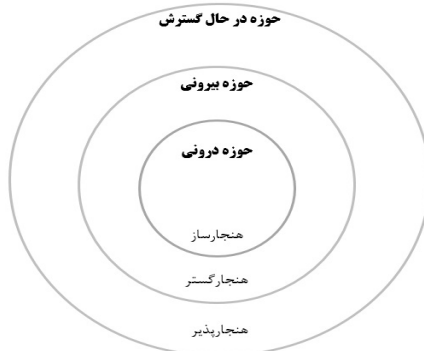 حوزه در حال گسترش
حوزه بیرونی
حوزه درونی
هنجارساز
هنجارگستر
هنجارپذیر